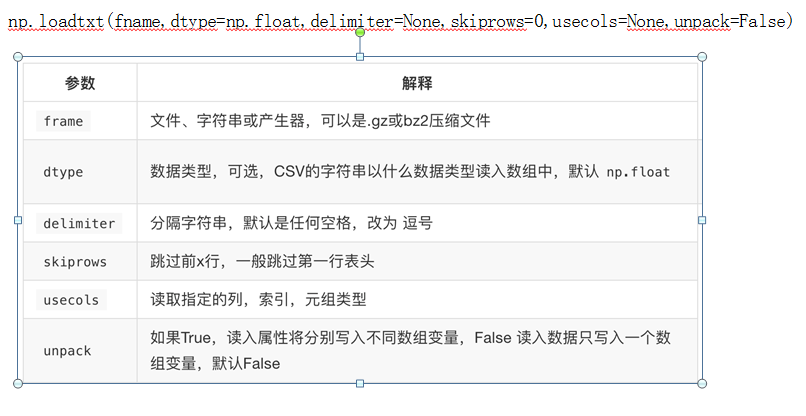 np.loadtxt(fname,dtype=np.float,delimiter=None,skiprows=0,usecols=None,unpack=False)
参数 解释
frame 文件、字符串或产生器，可以是.gz或bz2压缩文件
dtype 数据类型，可选，CSV的字符串以什么数据类型读入数组中，默认 np.float
delimiter 分隔字符串，默认是任何空格，改为 逗号
skiprows 跳过前x行，一般跳过第一行表头
usecols 读取指定的列，索引，元组类型
unpack 如果True，读入属性将分别写入不同数组变量，False 读入数据只写入一个数
组变量，默认False